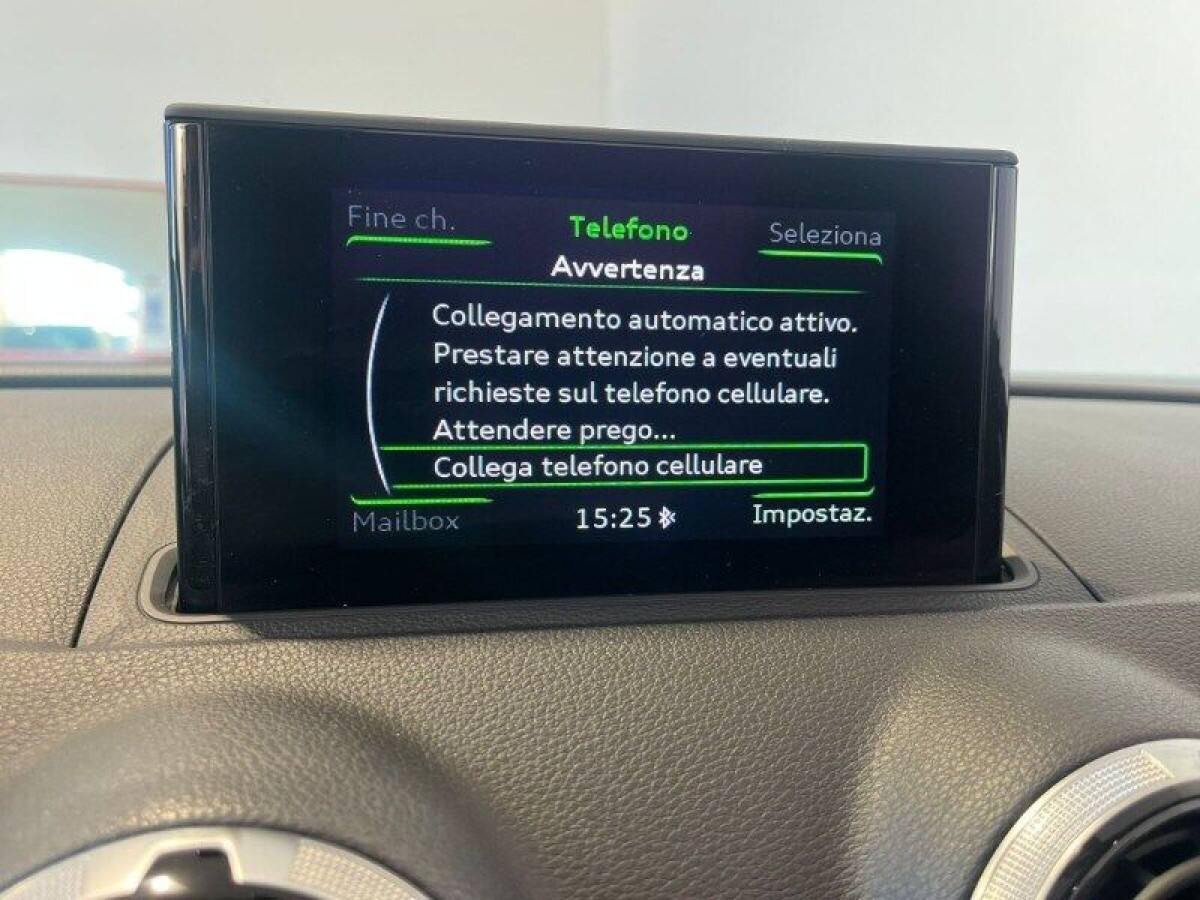 Fine ch.
Telefono
Seleziona
Avvertenza
Collegamento automatico attivo.
Prestare attenzione a eventuali
richieste sul telefono cellulare.
Attendere prego...
Collega telefono cellulare
Mailbox
15:25
Impostaz.